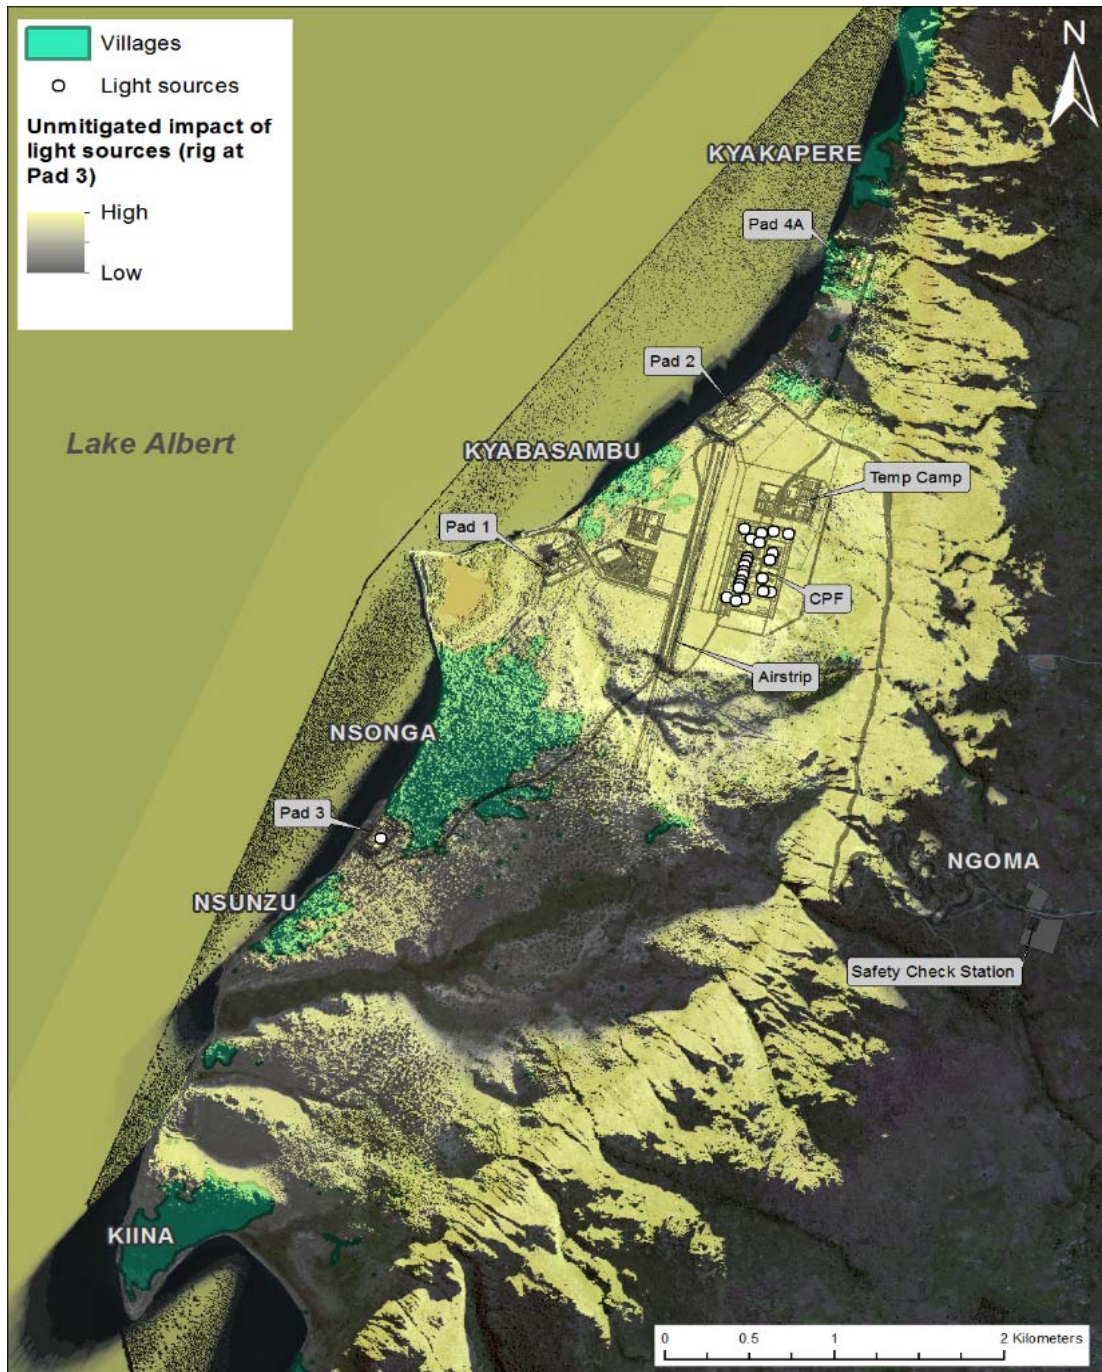 Villages
Light sources
Unmitigated impact of
light sources (rig at
Pad 3)
High
Low
N
KYAKAPERE
Pad 4A
Pad 2
Lake Albert
KYABASAMBU
Temp Camp
Pad 1
CPF
Airstrip
NSONGA
Pad 3
NGOMA
NSUNZU
Safety Check Station
KIINA
0 0.5 1 2 Kilometers